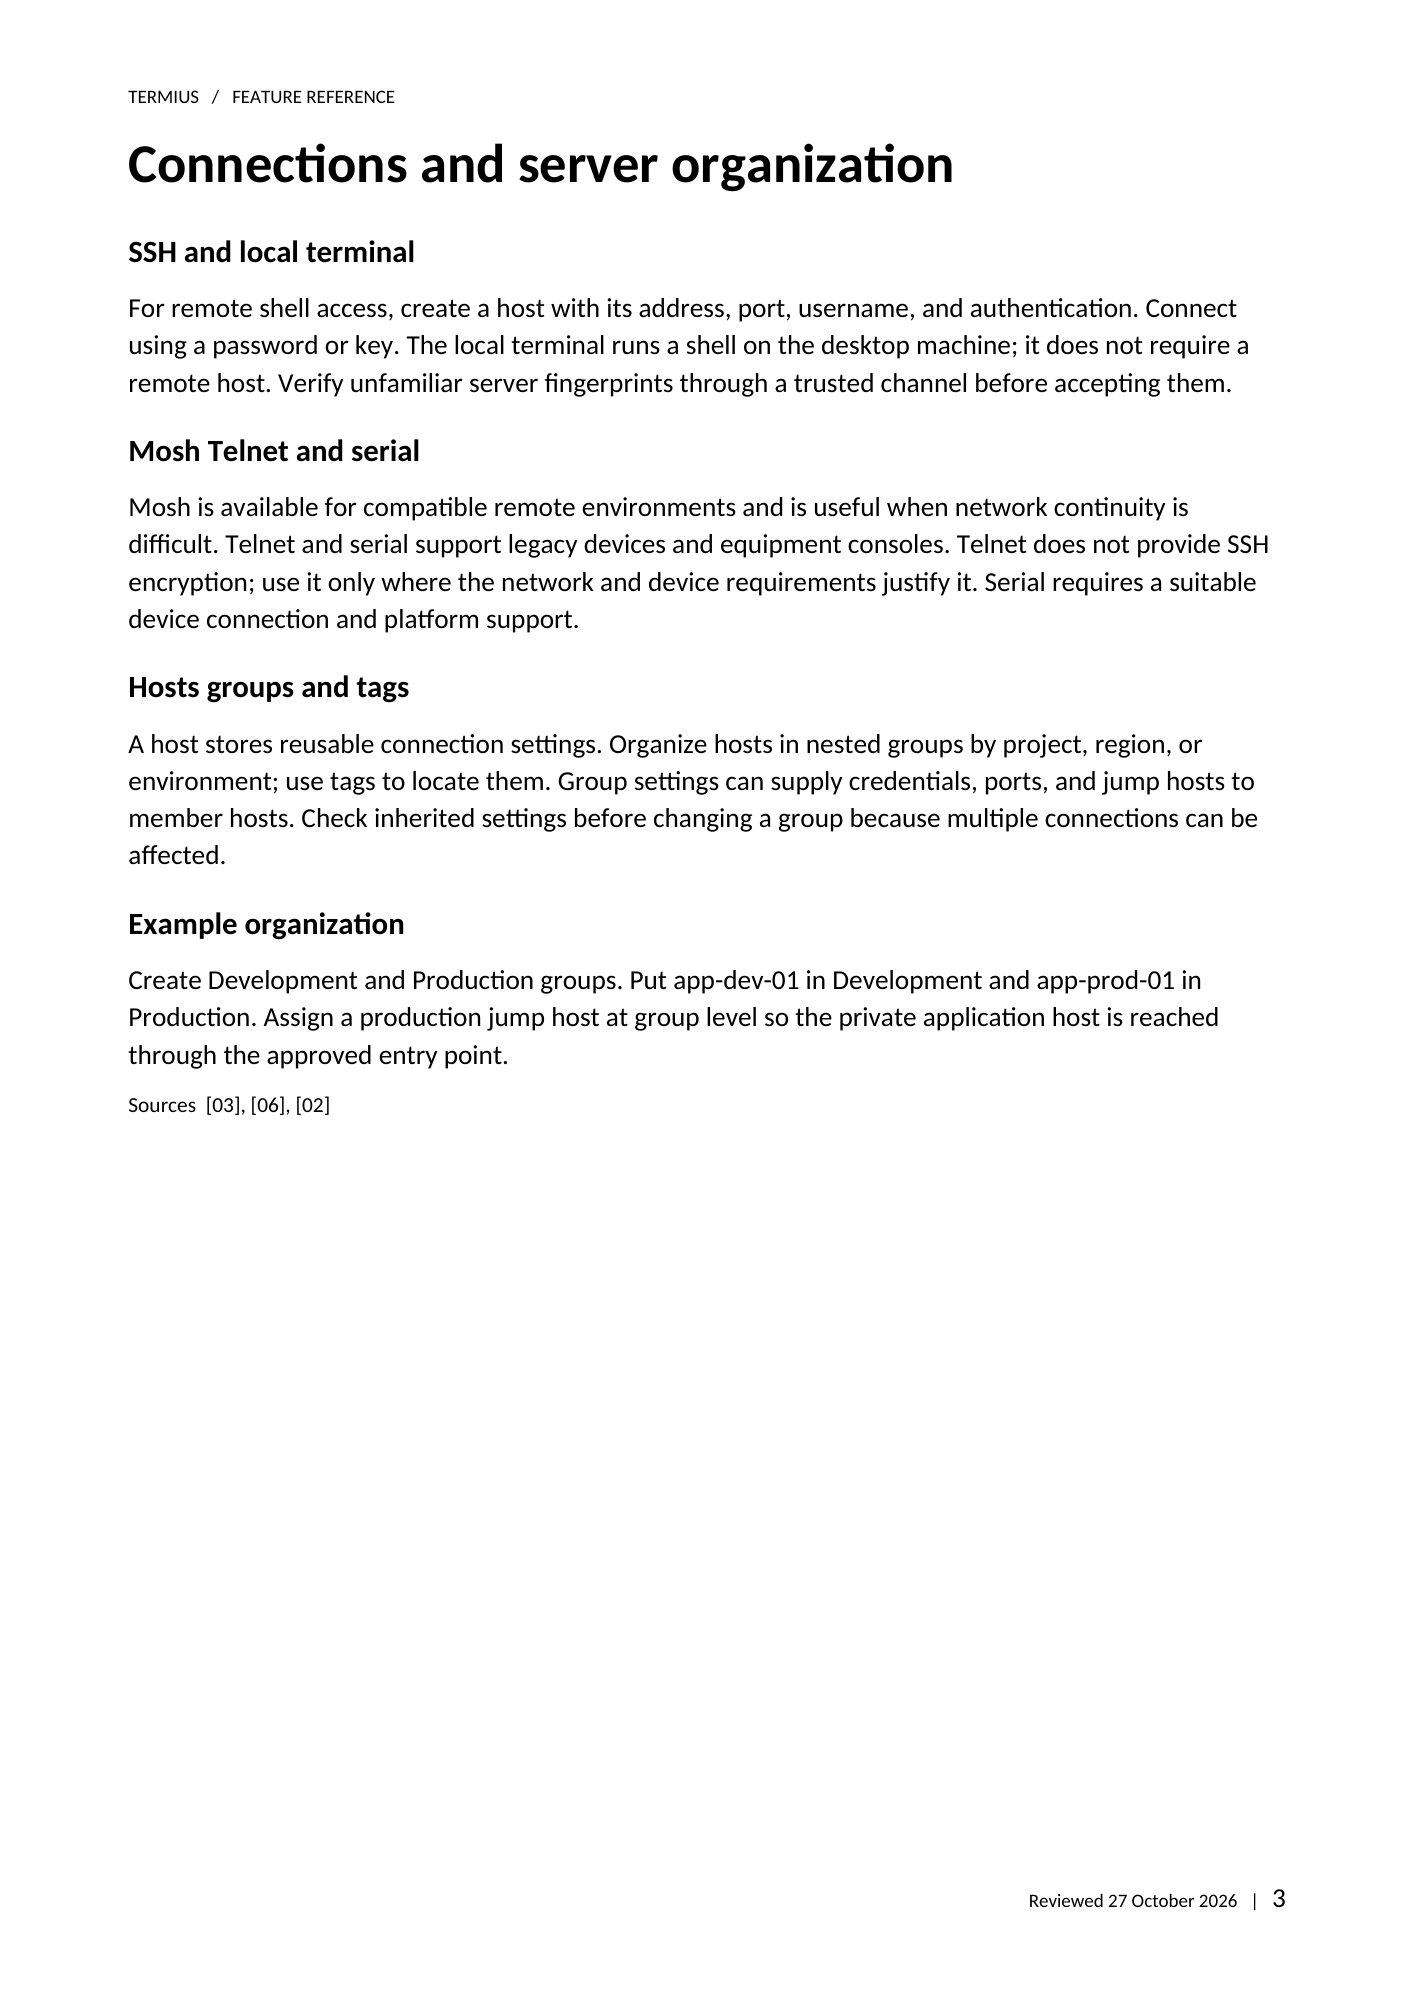 TERMIUS / FEATURE REFERENCE
Connections and server organization
SSH and local terminal
For remote shell access, create a host with its address, port, username, and authentication. Connect
using a password or key. The local terminal runs a shell on the desktop machine; it does not require a
remote host. Verify unfamiliar server fingerprints through a trusted channel before accepting them.
Mosh Telnet and serial
Mosh is available for compatible remote environments and is useful when network continuity is
difficult. Telnet and serial support legacy devices and equipment consoles. Telnet does not provide SSH
encryption; use it only where the network and device requirements justify it. Serial requires a suitable
device connection and platform support.
Hosts groups and tags
A host stores reusable connection settings. Organize hosts in nested groups by project, region, or
environment; use tags to locate them. Group settings can supply credentials, ports, and jump hosts to
member hosts. Check inherited settings before changing a group because multiple connections can be
affected.
Example organization
Create Development and Production groups. Put app-dev-01 in Development and app-prod-01 in
Production. Assign a production jump host at group level so the private application host is reached
through the approved entry point.
Sources [03], [06], [02]
Reviewed 27 October 2026 | 3